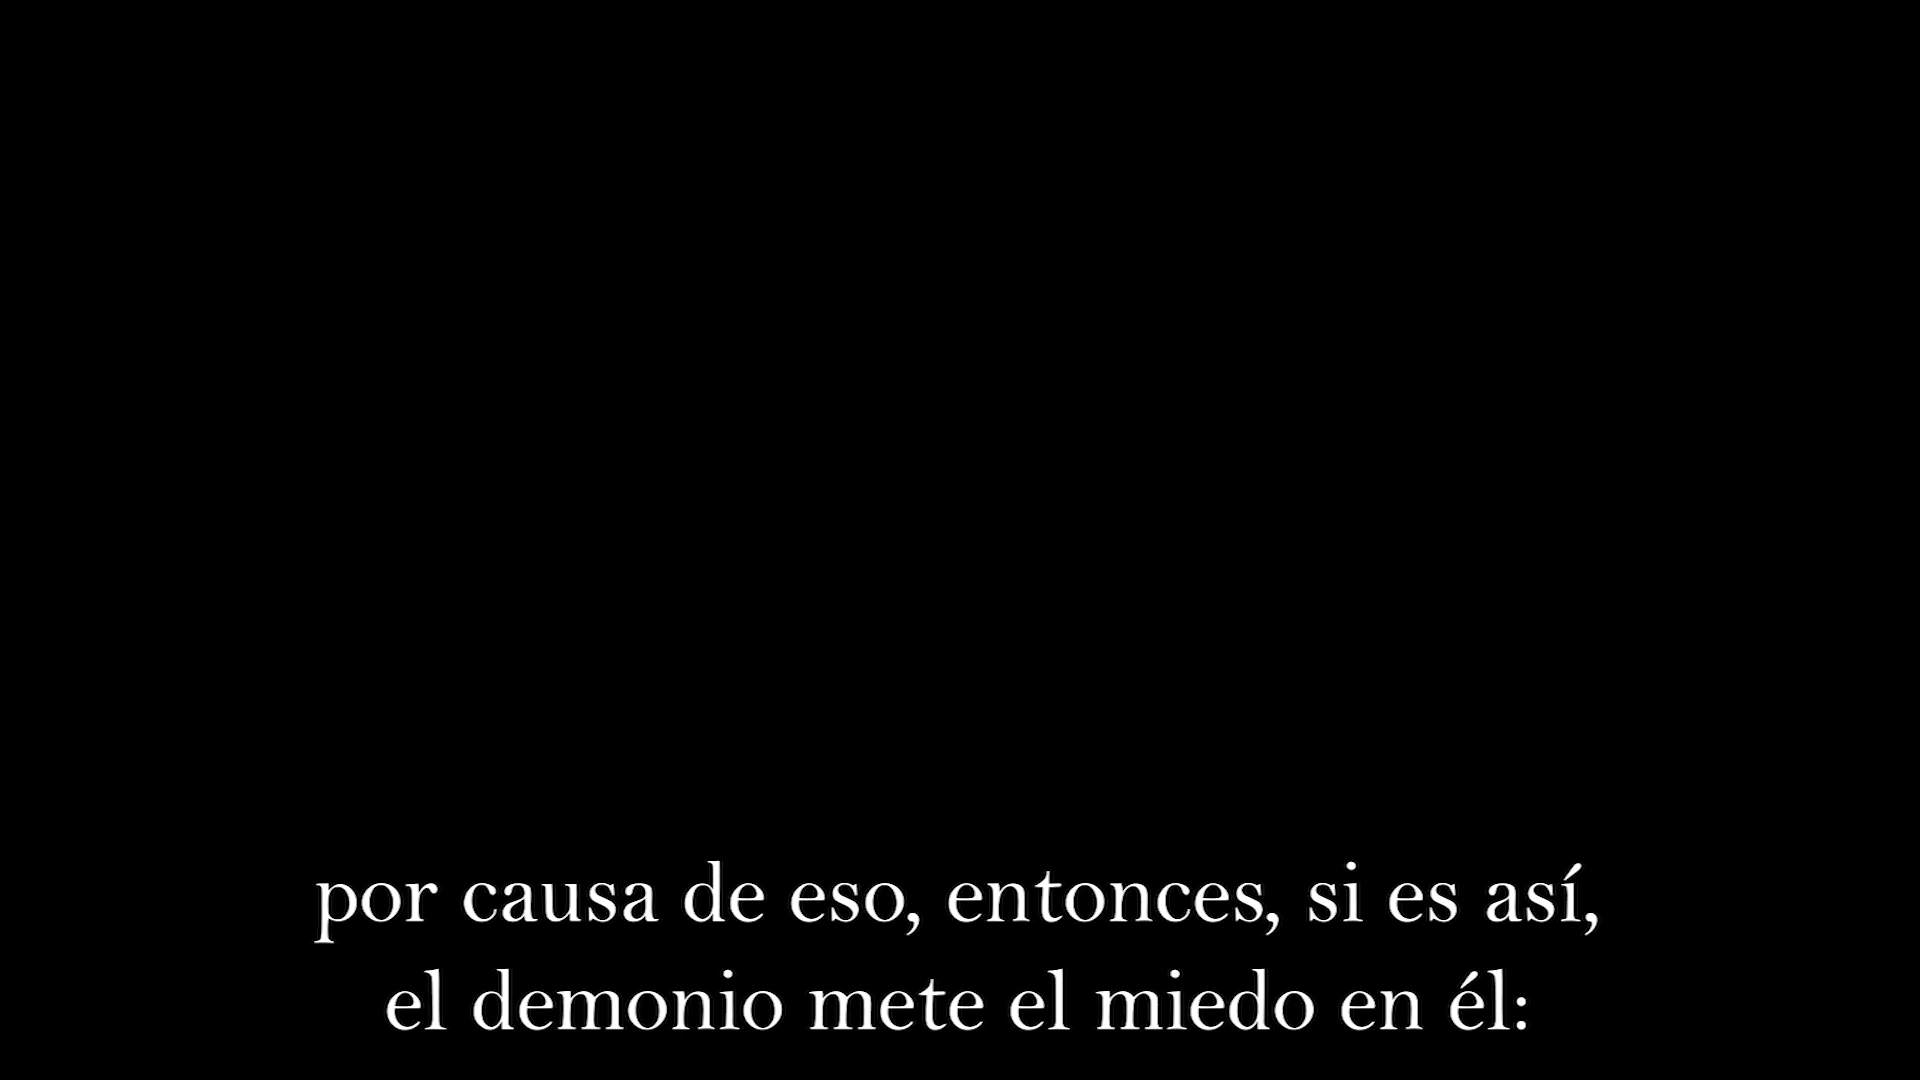 por causa de eso, entonces, si es así,
el demonio mete el miedo en él: